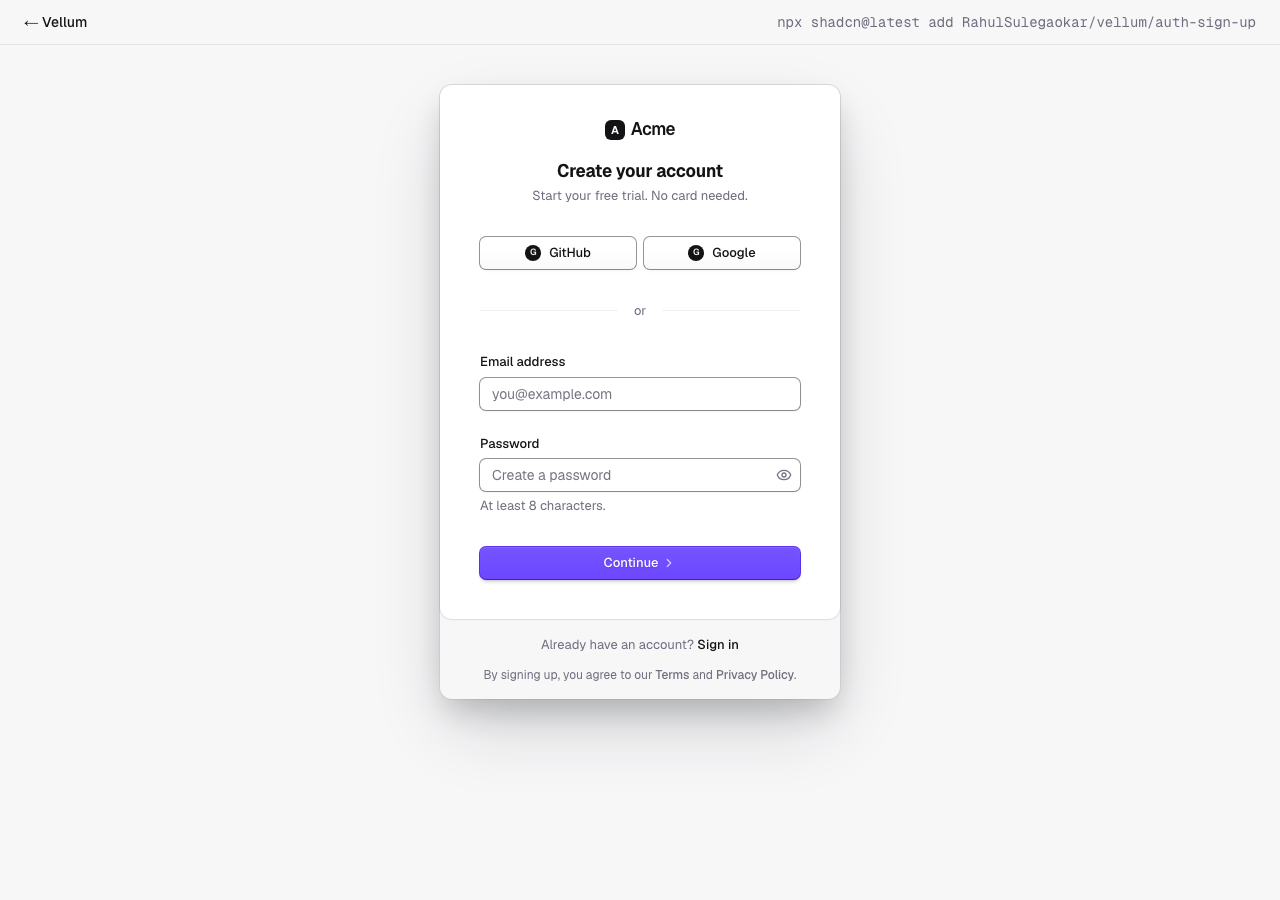 ← Vellum
npx shadcn@latest add RahulSulegaokar/vellum/auth-sign-up
A Acme
Create your account
Start your free trial. No card needed.
G GitHub
G Google
or
Email address
you@example.com
Password
Create a password
At least 8 characters.
Continue
Already have an account? Sign in
By signing up, you agree to our Terms and Privacy Policy.